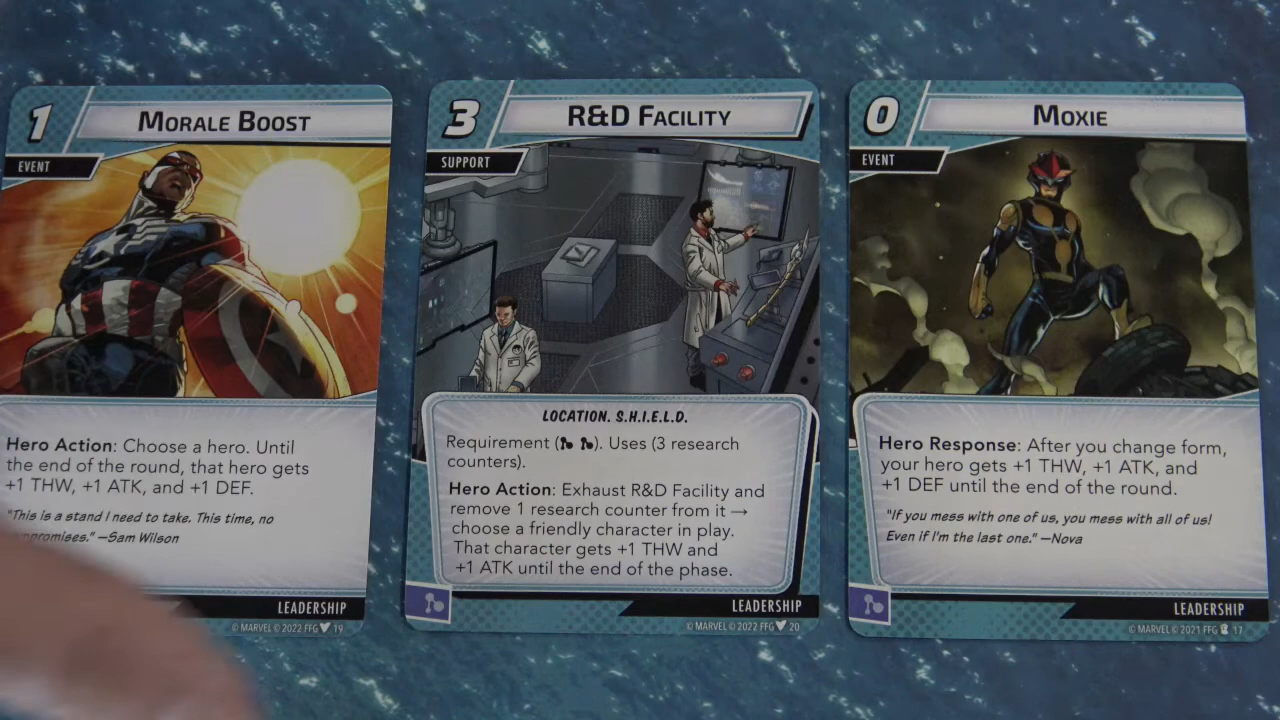 1
MORALE BOOST
EVENT
Hero Action: Choose a hero. Until
the end of the round, that hero gets
+1 THW, +1 ATK, and +1 DEF.
"This is a stand I need to take. This time, no
promises." —Sam Wilson
LEADERSHIP
© MARVEL © 2022 FFG 19
3
R&D FACILITY
SUPPORT
LOCATION. S.H.I.E.L.D.
Requirement ( ). Uses (3 research
counters).
Hero Action: Exhaust R&D Facility and
remove 1 research counter from it →
choose a friendly character in play.
That character gets +1 THW and
+1 ATK until the end of the phase.
LEADERSHIP
© MARVEL © 2022 FFG 20
0
MOXIE
EVENT
Hero Response: After you change form,
your hero gets +1 THW, +1 ATK, and
+1 DEF until the end of the round.
"If you mess with one of us, you mess with all of us!
Even if I'm the last one." —Nova
LEADERSHIP
© MARVEL © 2021 FFG 17